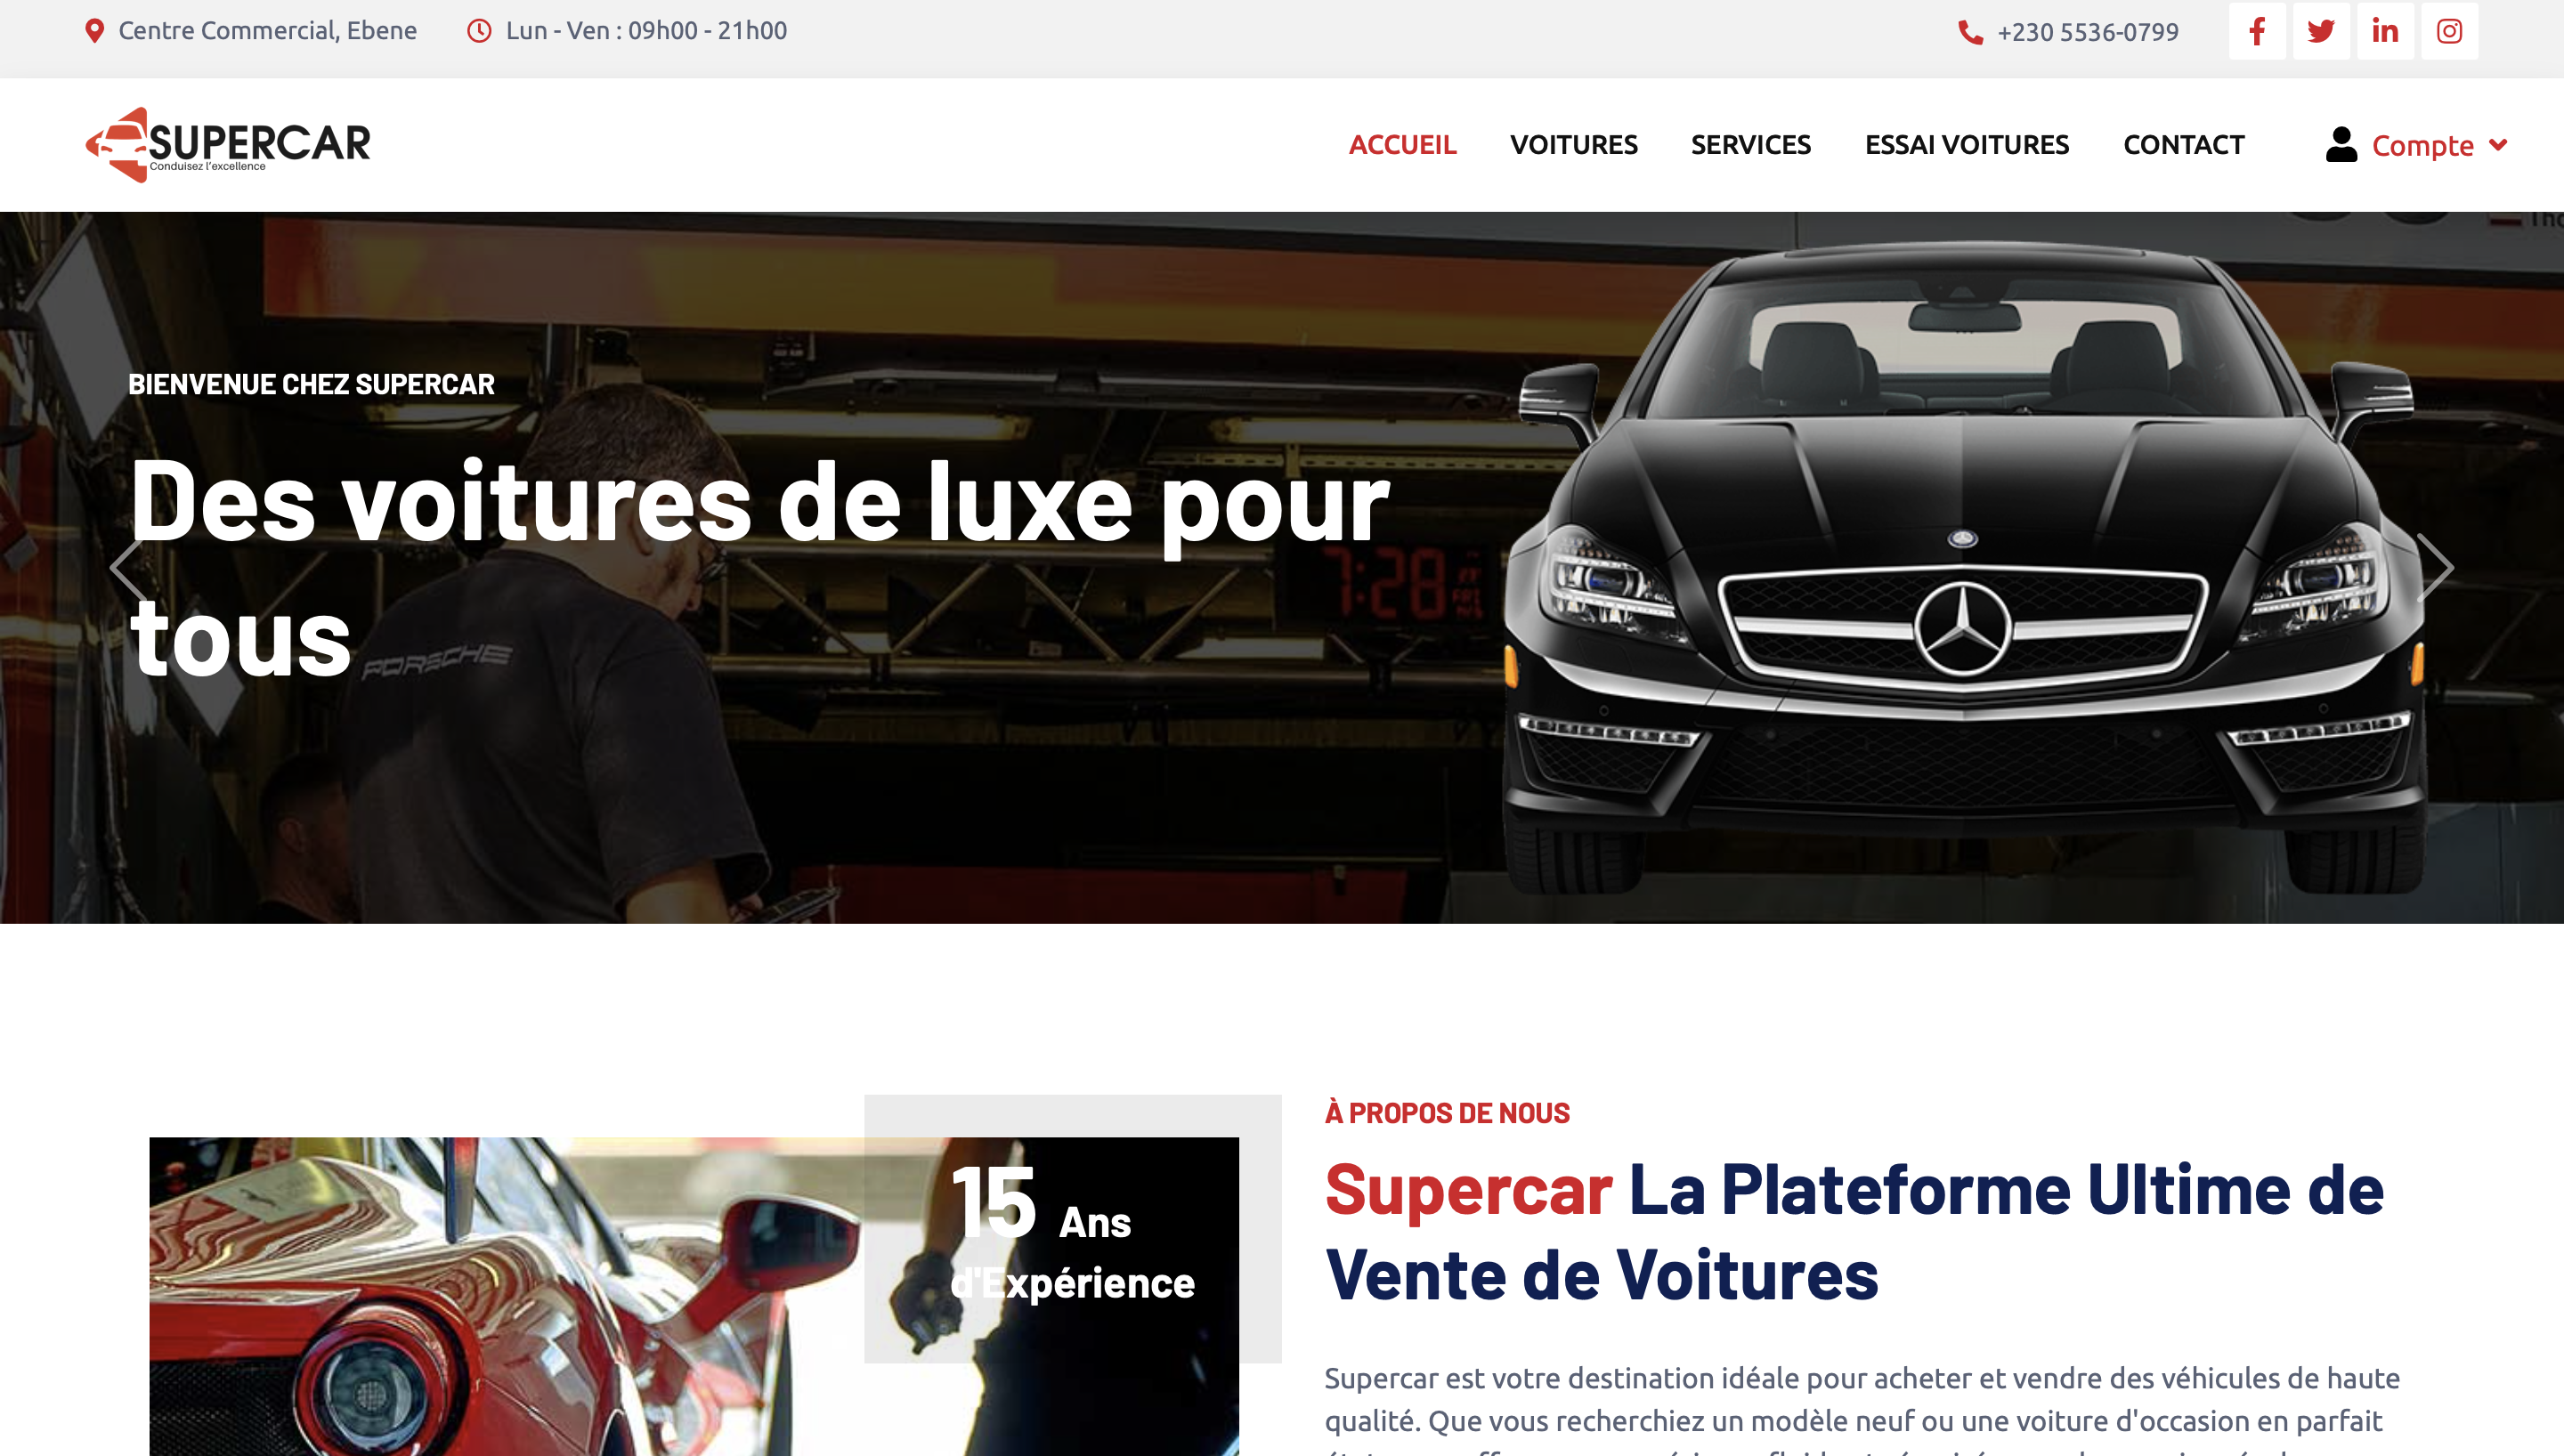 Centre Commercial, Ebene
Lun - Ven : 09h00 - 21h00
+230 5536-0799
SUPERCAR
Conduisez l'excellence
ACCUEIL
VOITURES
SERVICES
ESSAI VOITURES
CONTACT
Compte
BIENVENUE CHEZ SUPERCAR
Des voitures de luxe pour
tous
PORSCHE
7:28
15 Ans
d'Expérience
À PROPOS DE NOUS
Supercar La Plateforme Ultime de
Vente de Voitures
Supercar est votre destination idéale pour acheter et vendre des véhicules de haute
qualité. Que vous recherchiez un modèle neuf ou une voiture d'occasion en parfait